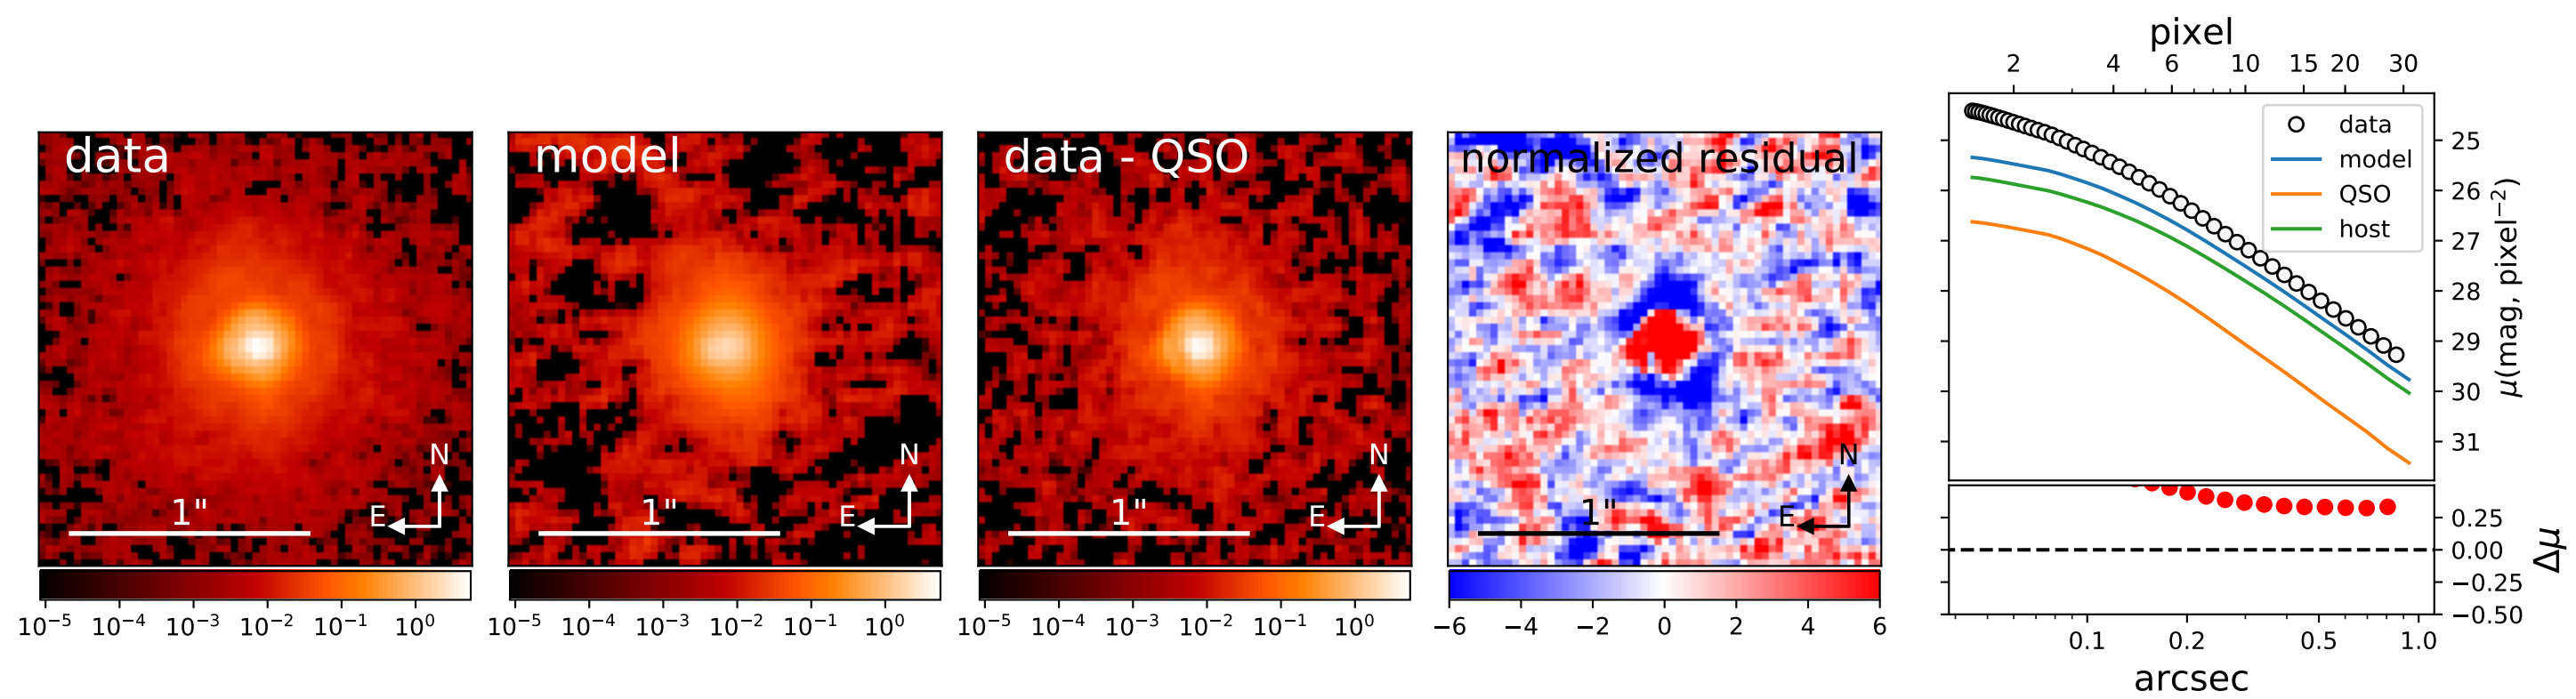 data
N
E
1"
10⁻⁵ 10⁻⁴ 10⁻³ 10⁻² 10⁻¹ 10⁰
model
N
E
1"
10⁻⁵ 10⁻⁴ 10⁻³ 10⁻² 10⁻¹ 10⁰
data - QSO
N
E
1"
10⁻⁵ 10⁻⁴ 10⁻³ 10⁻² 10⁻¹ 10⁰
normalized residual
N
E
1"
−6 −4 −2 0 2 4 6
pixel
2 4 6 10 15 20 30
data
model
QSO
host
25
26
27
28
29
30
31
μ(mag, pixel⁻²)
0.25
0.00
−0.25
−0.50
Δμ
0.1 0.2 0.5 1.0
arcsec